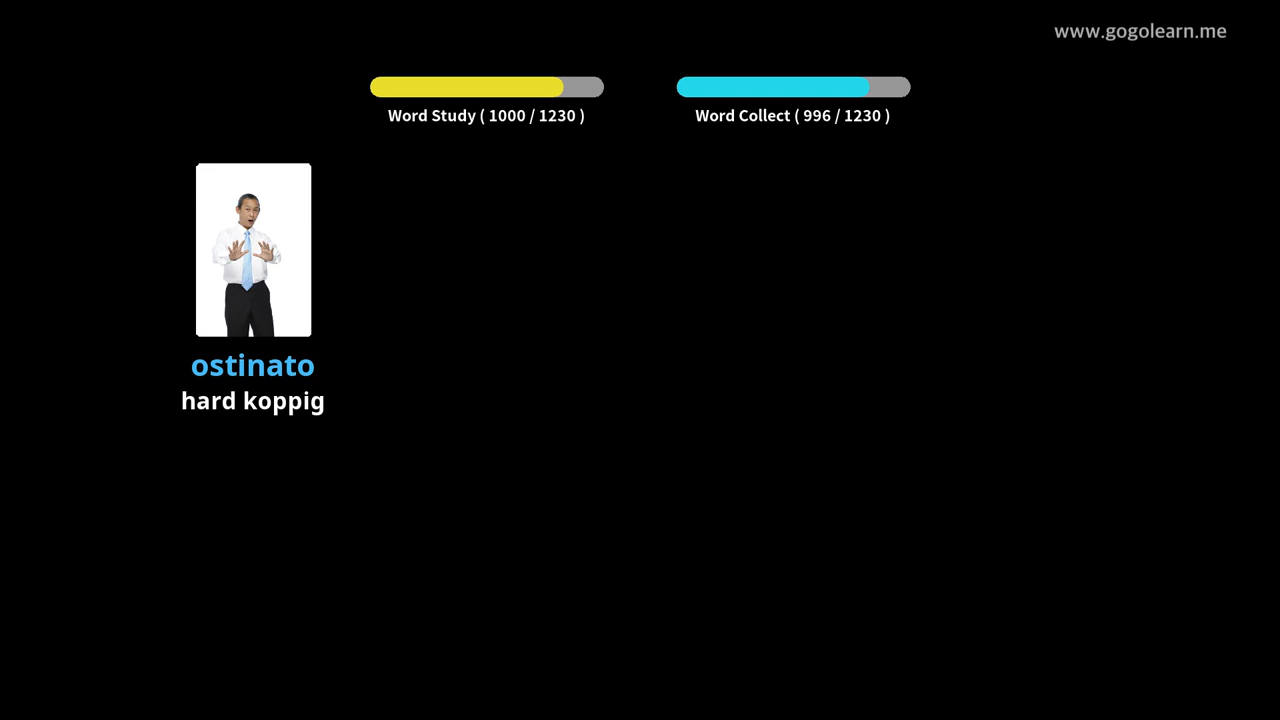 www.gogolearn.me
Word Study ( 1000 / 1230 )
Word Collect ( 996 / 1230 )
ostinato
hard koppig